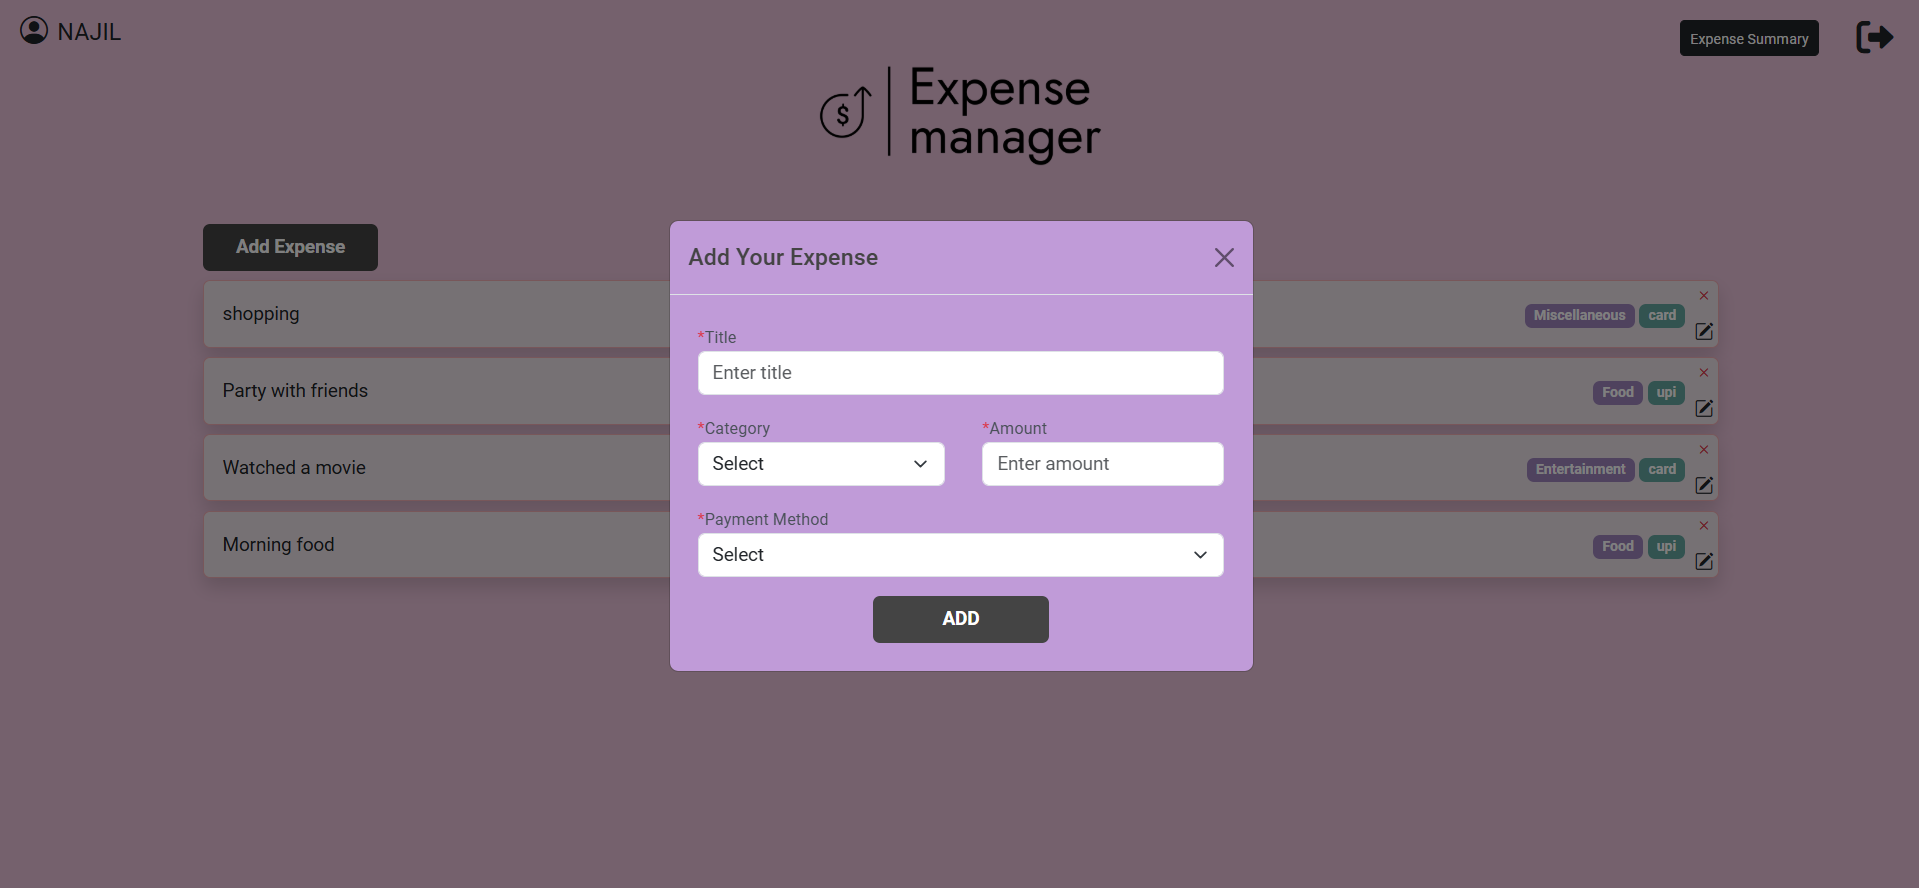 NAJIL
Expense Summary
$
Expense
manager
Add Expense
Add Your Expense
shopping
Miscellaneous card
*Title
Enter title
Party with friends
Food upi
*Category *Amount
Select Enter amount
Watched a movie
Entertainment card
*Payment Method
Select
Morning food
Food upi
ADD